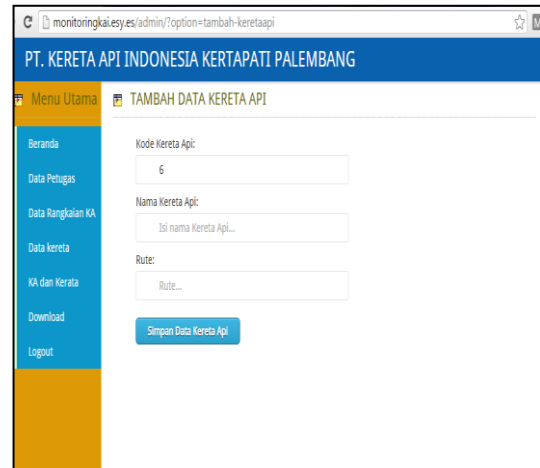 monitoringkai.esy.es/admin/?option=tambah-keretaapi
PT. KERETA API INDONESIA KERTAPATI PALEMBANG
Menu Utama
TAMBAH DATA KERETA API
Beranda
Data Petugas
Data Rangkaian KA
Data kereta
KA dan Kerata
Download
Logout
Kode Kereta Api:
6
Nama Kereta Api:
Isi nama Kereta Api...
Rute:
Rute...
Simpan Data Kereta Api